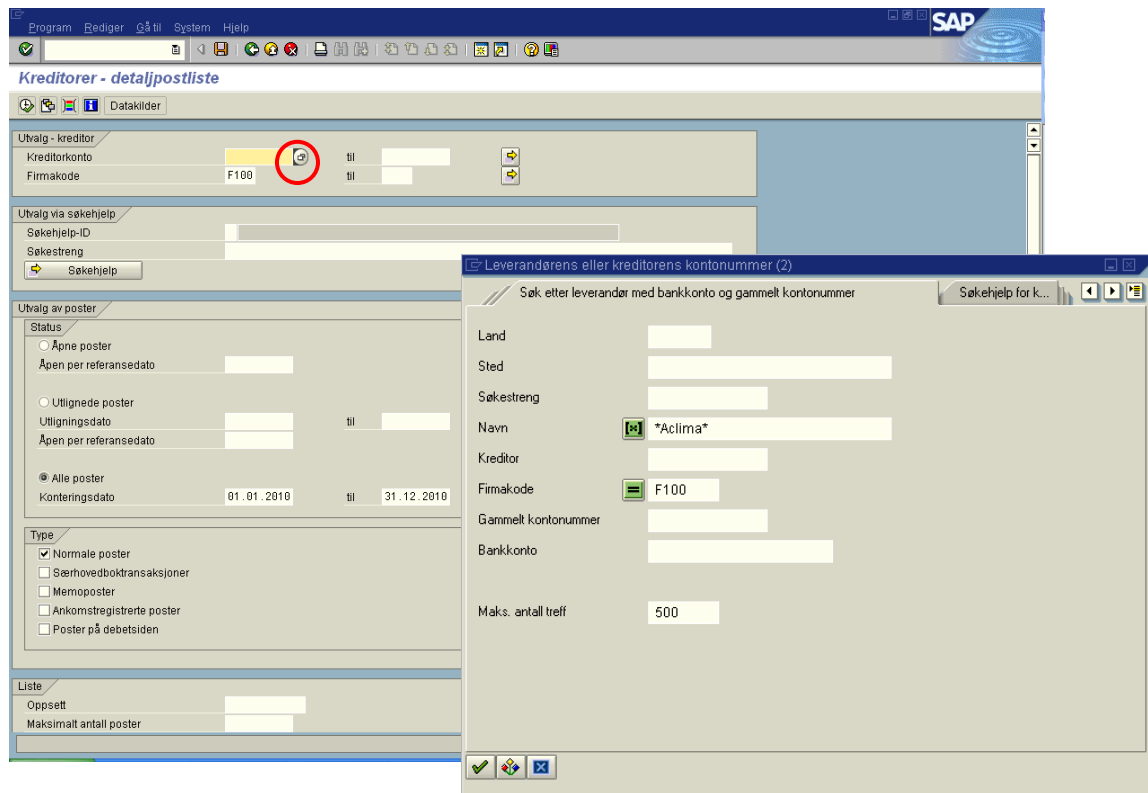 Program Rediger Gå til System Hjelp
SAP
Kreditorer - detaljpostliste
Datakilder
Utvalg - kreditor
Kreditorkonto til
Firmakode F100 til
Utvalg via søkehjelp
Søkehjelp-ID
Søkestreng
Søkehjelp
Utvalg av poster
Status
Åpne poster
Åpen per referansedato
Utlignede poster
Utligningsdato til
Åpen per referansedato
Alle poster
Konteringsdato 01.01.2010 til 31.12.2010
Type
Normale poster
Særhovedboktransaksjoner
Memoposter
Ankomstregistrerte poster
Poster på debetsiden
Liste
Oppsett
Maksimalt antall poster
Leverandørens eller kreditorens kontonummer (2)
Søk etter leverandør med bankkonto og gammelt kontonummer Søkehjelp for k...
Land
Sted
Søkestreng
Navn *Aclima*
Kreditor
Firmakode = F100
Gammelt kontonummer
Bankkonto
Maks. antall treff 500